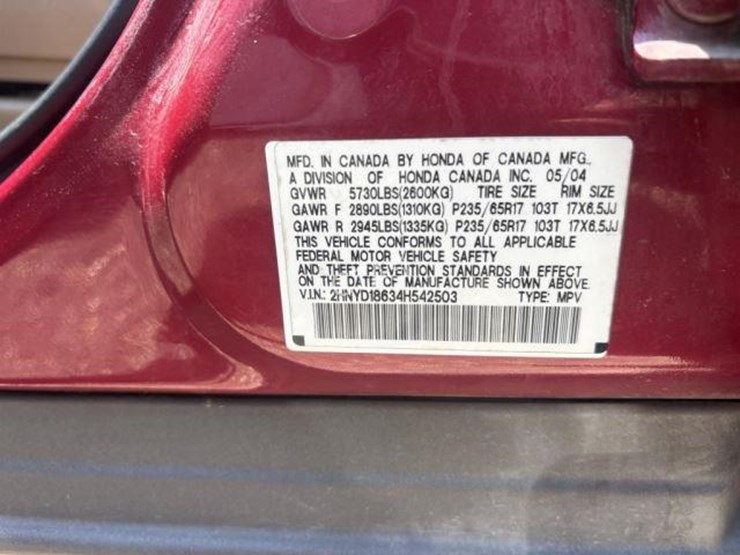 MFD. IN CANADA BY HONDA OF CANADA MFG.,
A DIVISION OF HONDA CANADA INC. 05/04
GVWR 5730LBS(2600KG) TIRE SIZE RIM SIZE
GAWR F 2890LBS(1310KG) P235/65R17 103T 17X6.5JJ
GAWR R 2945LBS(1335KG) P235/65R17 103T 17X6.5JJ
THIS VEHICLE CONFORMS TO ALL APPLICABLE
FEDERAL MOTOR VEHICLE SAFETY
AND THEFT PREVENTION STANDARDS IN EFFECT
ON THE DATE OF MANUFACTURE SHOWN ABOVE.
V.I.N.: 2HNYD18634H542503 TYPE: MPV